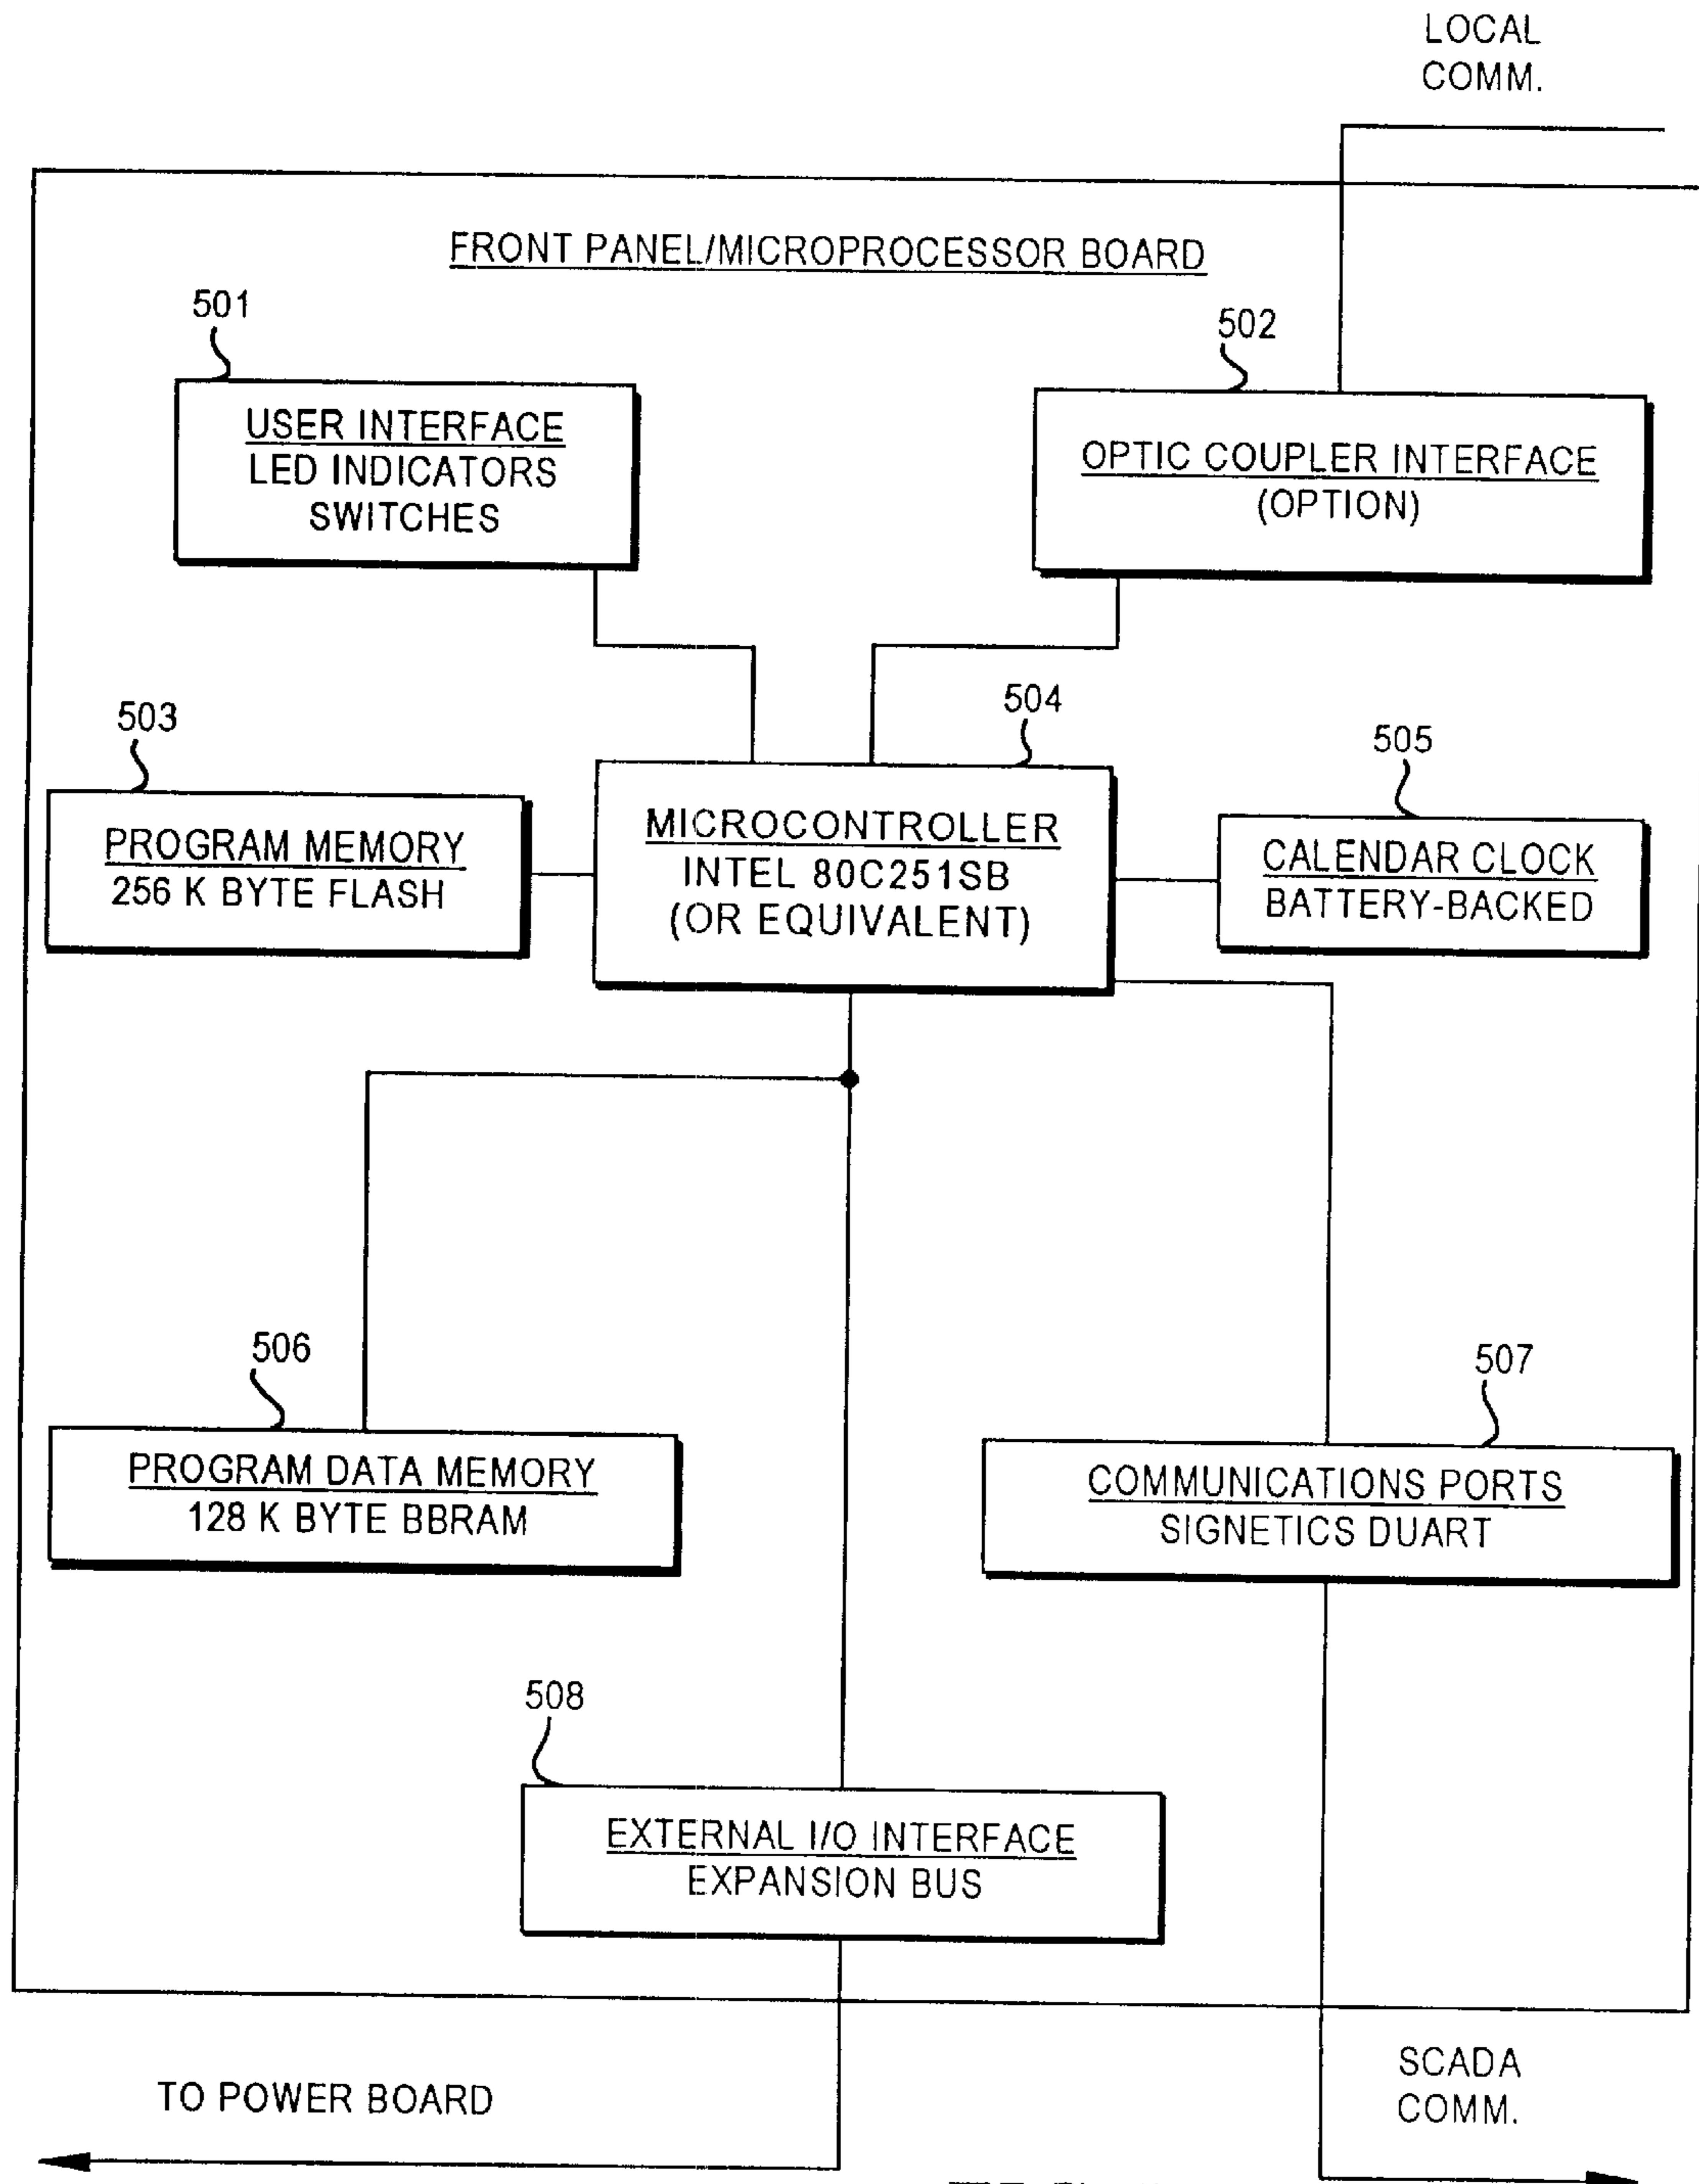 LOCAL
COMM.
FRONT PANEL/MICROPROCESSOR BOARD
501
502
USER INTERFACE
LED INDICATORS
SWITCHES
OPTIC COUPLER INTERFACE
(OPTION)
503
504
505
PROGRAM MEMORY
256 K BYTE FLASH
MICROCONTROLLER
INTEL 80C251SB
(OR EQUIVALENT)
CALENDAR CLOCK
BATTERY-BACKED
506
507
PROGRAM DATA MEMORY
128 K BYTE BBRAM
COMMUNICATIONS PORTS
SIGNETICS DUART
508
EXTERNAL I/O INTERFACE
EXPANSION BUS
TO POWER BOARD
SCADA
COMM.